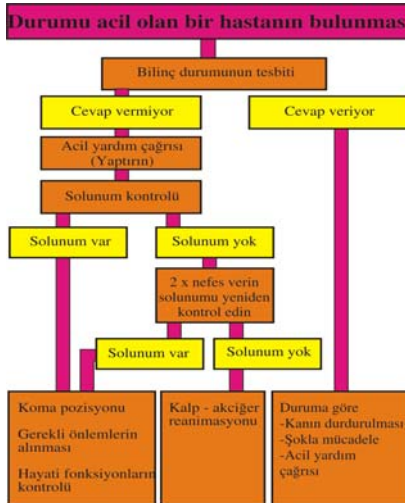 Durumu acil olan bir hastanın bulunması
Bilinç durumunun tesbiti
Cevap vermiyor
Cevap veriyor
Acil yardım çağrısı
(Yaptırın)
Solunum kontrolü
Solunum var
Solunum yok
2 x nefes verin
solunumu yeniden
kontrol edin
Solunum var
Solunum yok
Koma pozisyonu
Gerekli önlemlerin
alınması
Hayati fonksiyonların
kontrolü
Kalp - akciğer
reanimasyonu
Duruma göre
-Kanın durdurulması
-Şokla mücadele
-Acil yardım
çağrısı